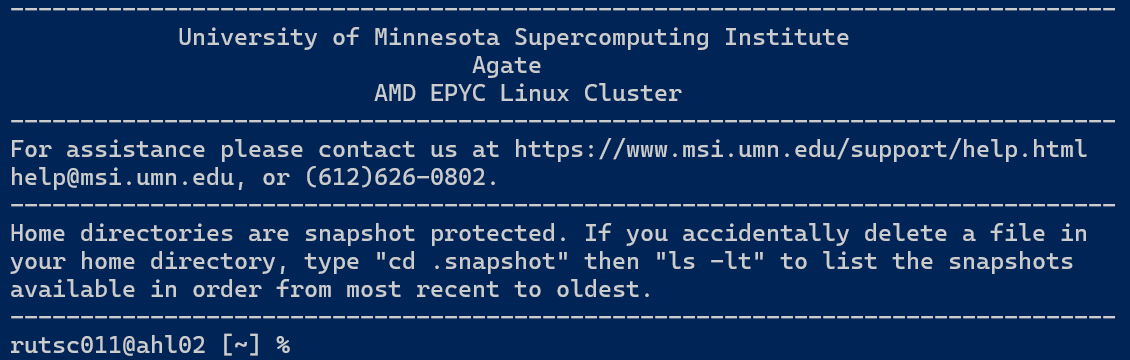 -------------------------------------------------------------------------------
University of Minnesota Supercomputing Institute
Agate
AMD EPYC Linux Cluster
-------------------------------------------------------------------------------
For assistance please contact us at https://www.msi.umn.edu/support/help.html
help@msi.umn.edu, or (612)626-0802.
-------------------------------------------------------------------------------
Home directories are snapshot protected. If you accidentally delete a file in
your home directory, type "cd .snapshot" then "ls -lt" to list the snapshots
available in order from most recent to oldest.
-------------------------------------------------------------------------------
rutsc011@ahl02 [~] %